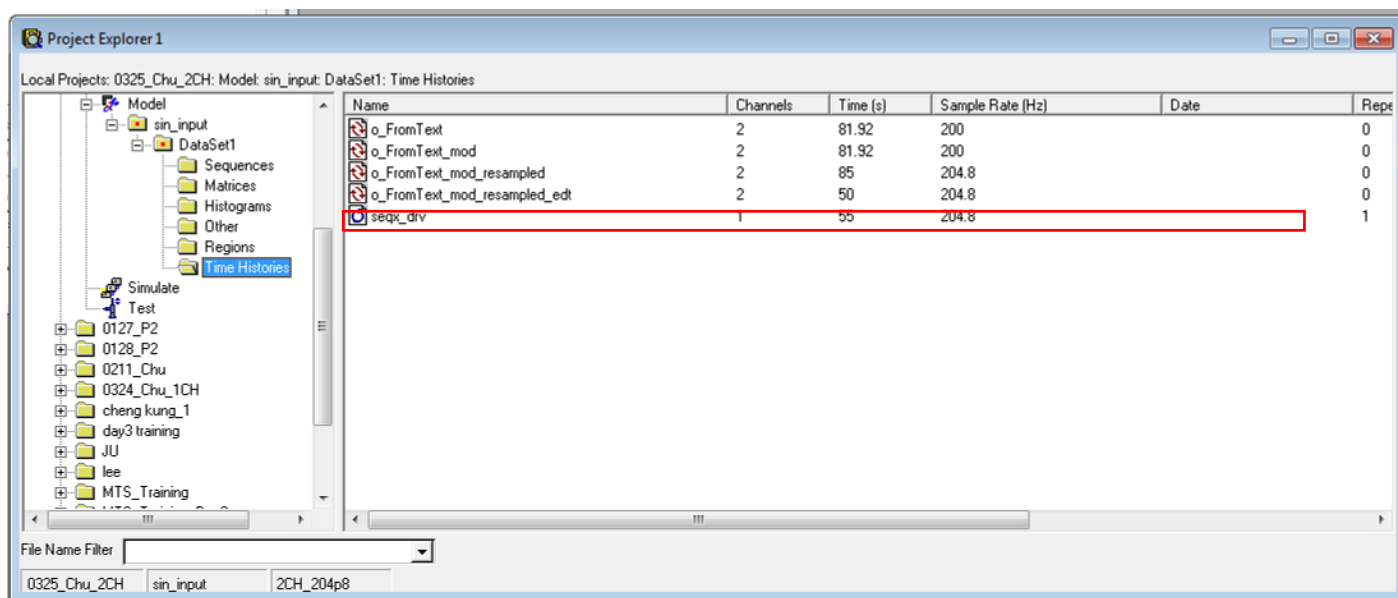 Project Explorer 1
Local Projects: 0325_Chu_2CH: Model: sin_input: DataSet1: Time Histories
Model
sin_input
DataSet1
Sequences
Matrices
Histograms
Other
Regions
Time Histories
Simulate
Test
0127_P2
0128_P2
0211_Chu
0324_Chu_1CH
cheng kung_1
day3 training
JU
lee
MTS_Training
Name Channels Time (s) Sample Rate (Hz) Date Repe
o_FromText 2 81.92 200 0
o_FromText_mod 2 81.92 200 0
o_FromText_mod_resampled 2 85 204.8 0
o_FromText_mod_resampled_edt 2 50 204.8 0
seqx_drv 1 55 204.8 1
File Name Filter
0325_Chu_2CH sin_input 2CH_204p8